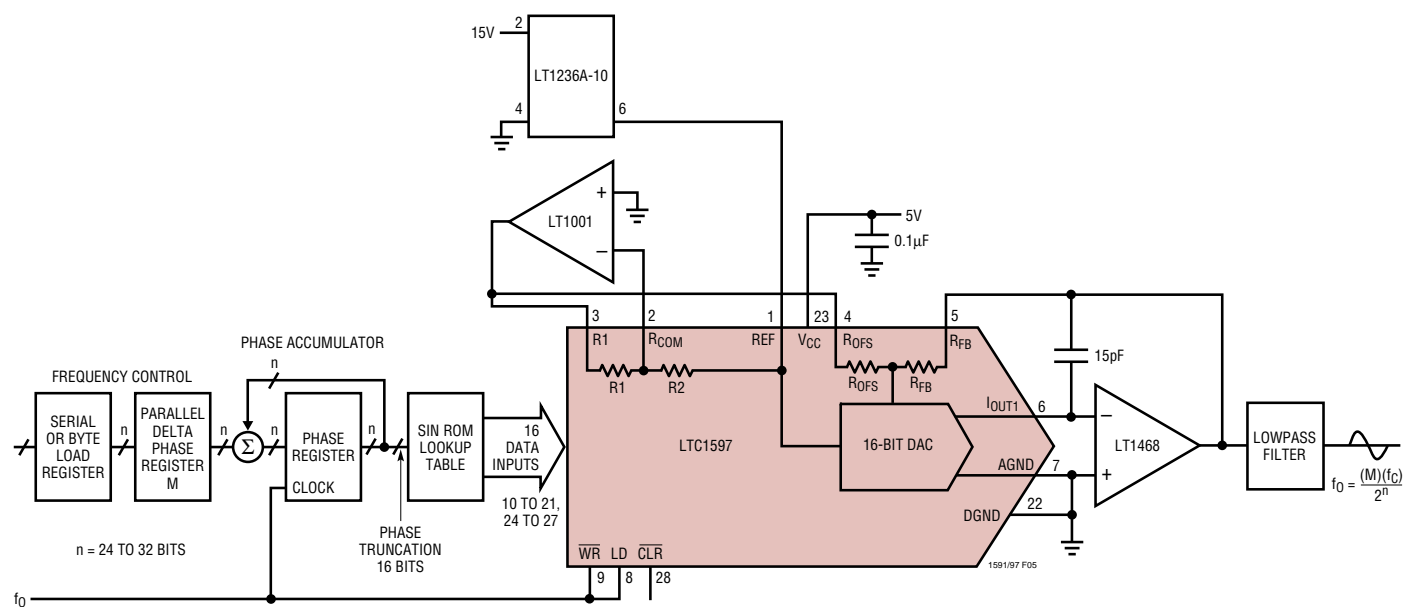 15V
2
LT1236A-10
4
6
+
LT1001
–
5V
0.1µF
3
2
1
23
4
5
R1
RCOM
REF
VCC
ROFS
RFB
R1
R2
ROFS
RFB
15pF
PHASE ACCUMULATOR
n
FREQUENCY CONTROL
SERIAL
OR BYTE
LOAD
REGISTER
n
PARALLEL
DELTA
PHASE
REGISTER
M
n
Σ
n
PHASE
REGISTER
CLOCK
n
SIN ROM
LOOKUP
TABLE
16
DATA
INPUTS
10 TO 21,
24 TO 27
LTC1597
16-BIT DAC
IOUT1
6
AGND
7
DGND
22
–
LT1468
+
LOWPASS
FILTER
fO = (M)(fC)
2n
n = 24 TO 32 BITS
PHASE
TRUNCATION
16 BITS
WR
LD
CLR
9
8
28
1591/97 F05
fO